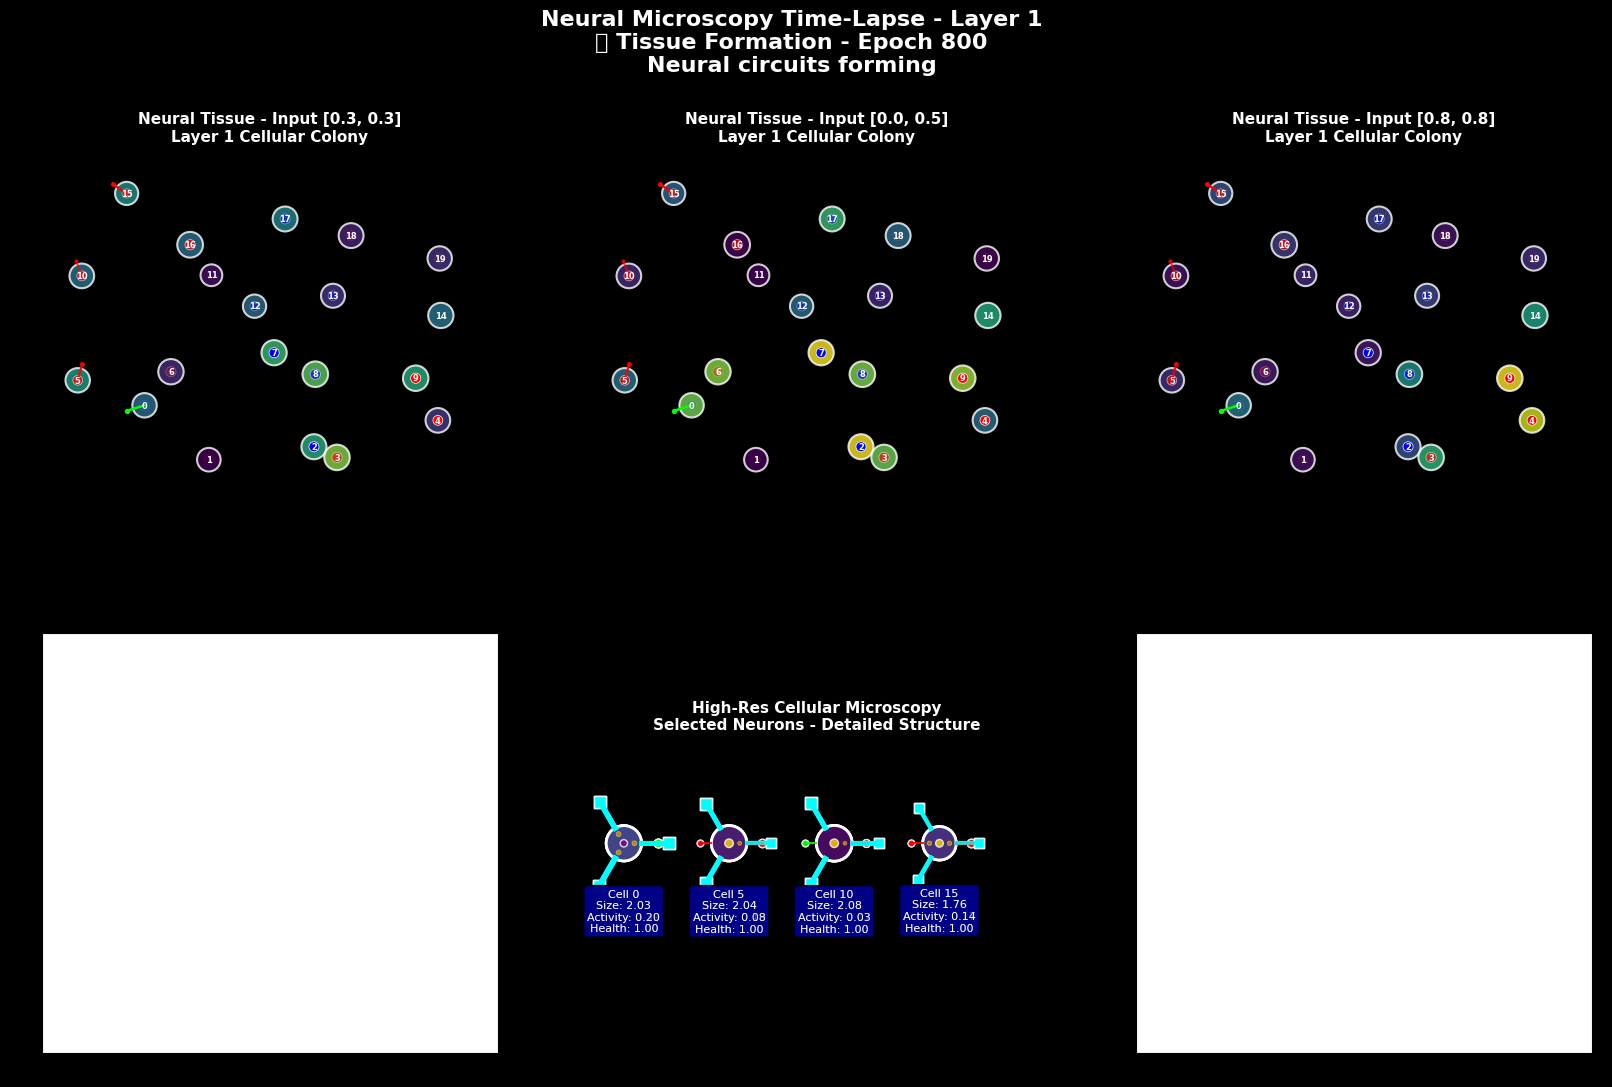 Neural Microscopy Time-Lapse - Layer 1
▯ Tissue Formation - Epoch 800
Neural circuits forming
Neural Tissue - Input [0.3, 0.3]
Layer 1 Cellular Colony
15
17
18
16
19
11
10
13
12
14
7
6
8
9
5
0
4
2
3
1
Neural Tissue - Input [0.0, 0.5]
Layer 1 Cellular Colony
15
17
18
16
19
11
10
13
12
14
7
6
8
9
5
0
4
2
3
1
Neural Tissue - Input [0.8, 0.8]
Layer 1 Cellular Colony
15
17
18
16
19
11
10
13
12
14
7
6
8
9
5
0
4
2
3
1
High-Res Cellular Microscopy
Selected Neurons - Detailed Structure
Cell 0
Size: 2.03
Activity: 0.20
Health: 1.00
Cell 5
Size: 2.04
Activity: 0.08
Health: 1.00
Cell 10
Size: 2.08
Activity: 0.03
Health: 1.00
Cell 15
Size: 1.76
Activity: 0.14
Health: 1.00